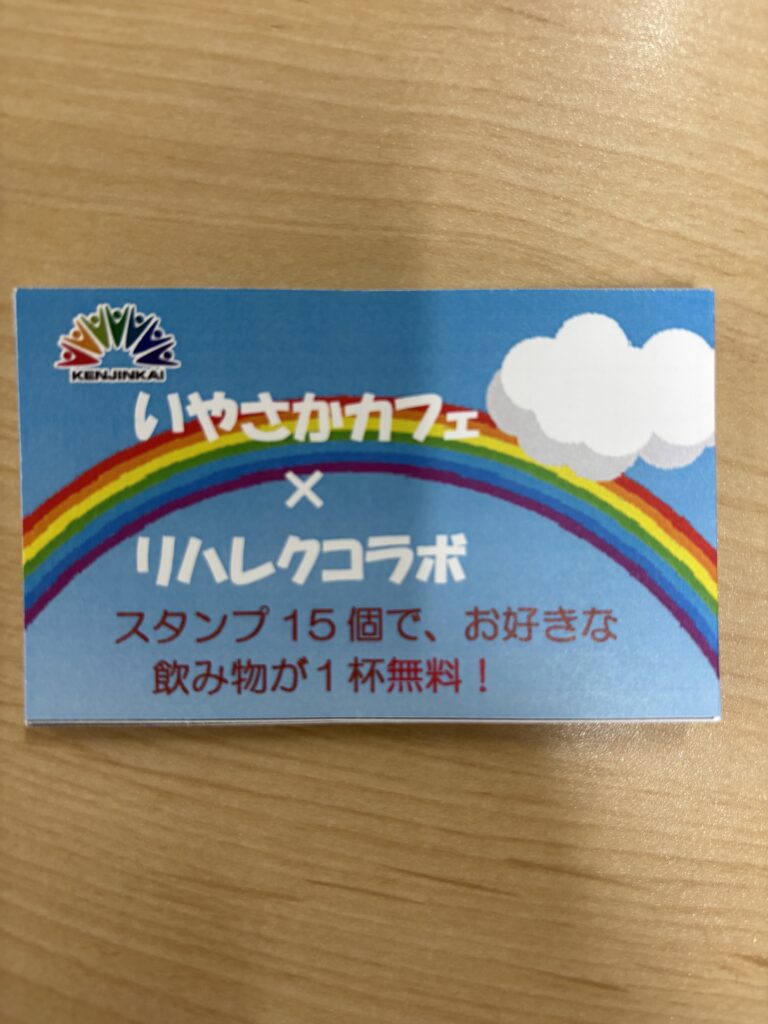 KENJINKAI
いやさかカフェ
×
リハレクコラボ
スタンプ15個で、お好きな
飲み物が1杯無料！